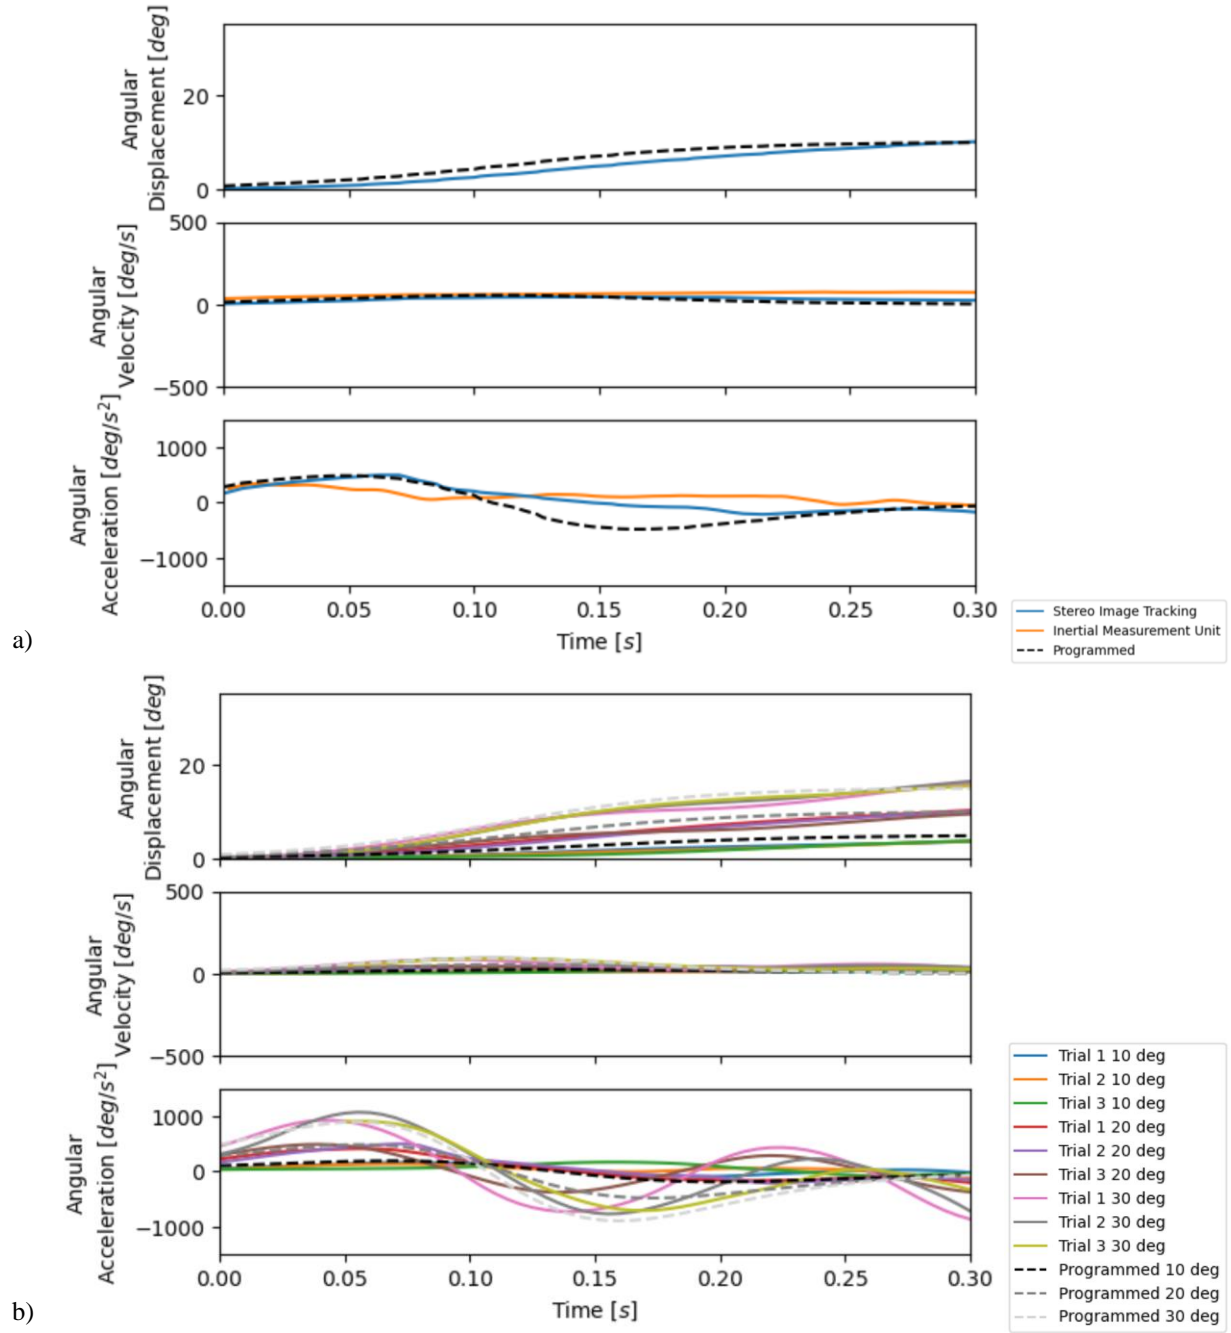 Angular
Displacement [deg]
20
0
Angular
Velocity [deg/s]
500
0
−500
Angular
Acceleration [deg/s²]
1000
0
−1000
0.00 0.05 0.10 0.15 0.20 0.25 0.30
Time [s]
Stereo Image Tracking
Inertial Measurement Unit
Programmed
a)
Angular
Displacement [deg]
20
0
Angular
Velocity [deg/s]
500
0
−500
Angular
Acceleration [deg/s²]
1000
0
−1000
0.00 0.05 0.10 0.15 0.20 0.25 0.30
Time [s]
Trial 1 10 deg
Trial 2 10 deg
Trial 3 10 deg
Trial 1 20 deg
Trial 2 20 deg
Trial 3 20 deg
Trial 1 30 deg
Trial 2 30 deg
Trial 3 30 deg
Programmed 10 deg
Programmed 20 deg
Programmed 30 deg
b)